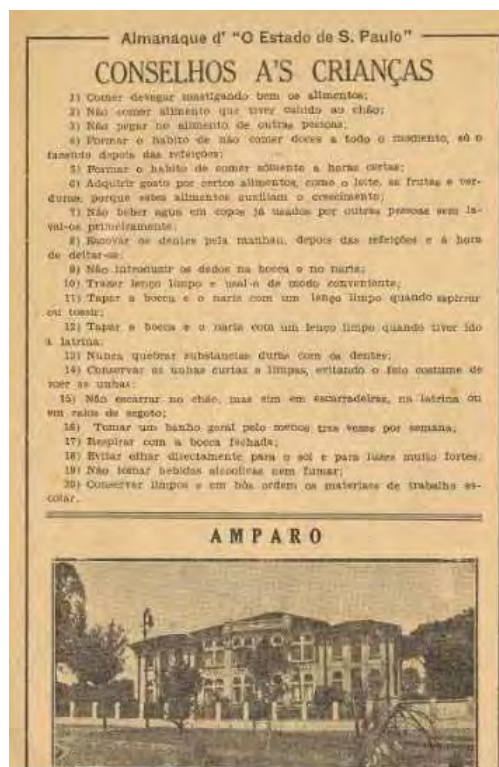 Almanaque d' "O Estado de S. Paulo"
CONSELHOS A'S CRIANÇAS
1) Comer devegar mastigando bem os alimentos;
2) Não comer alimento que tiver cahido ao chão;
3) Não pegar no alimento de outras pessoas;
4) Formar o habito de não comer doces a todo o momento, só o
fazendo depois das refeições;
5) Formar o habito de comer sómente a horas certas;
6) Adquirir gosto por certos alimentos, como o leite, as frutas e ver-
duras, porque estes alimentos auxiliam o crescimento;
7) Não beber agua em copos já usados por outras pessoas sem la-
val-os primeiramente;
8) Escovar os dentes pela manhan, depois das refeições e á hora
de deitar-se;
9) Não introduzir os dedos na bocca e no nariz;
10) Trazer lenço limpo e usal-o de modo conveniente;
11) Tapar a bocca e o nariz com um lenço limpo quando espirrar
ou tossir;
12) Tapar a bocca e o nariz com um lenço limpo quando tiver ido
á latrina;
13) Nunca quebrar substancias duras com os dentes;
14) Conservar as unhas curtas e limpas, evitando o feio costume de
roer as unhas;
15) Não escarrar no chão, mas sim em escarradeiras, na latrina ou
em ralos de esgoto;
16) Tomar um banho geral pelo menos tres vezes por semana;
17) Respirar com a bocca fechada;
18) Evitar olhar directamente para o sol e para luzes muito fortes;
19) Não tomar bebidas alcoolicas nem fumar;
20) Conservar limpos e em bôa ordem os materiaes de trabalho es-
colar.
AMPARO